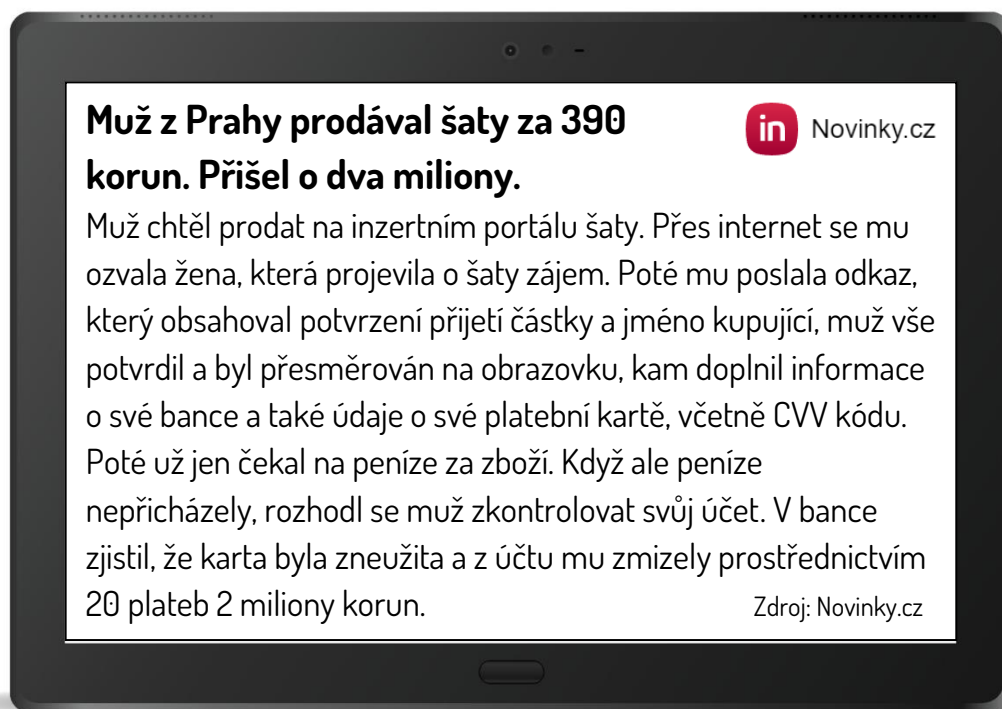 Muž z Prahy prodával šaty za 390
korun. Přišel o dva miliony.
in Novinky.cz
Muž chtěl prodat na inzertním portálu šaty. Přes internet se mu
ozvala žena, která projevila o šaty zájem. Poté mu poslala odkaz,
který obsahoval potvrzení přijetí částky a jméno kupující, muž vše
potvrdil a byl přesměrován na obrazovku, kam doplnil informace
o své bance a také údaje o své platební kartě, včetně CVV kódu.
Poté už jen čekal na peníze za zboží. Když ale peníze
nepřicházely, rozhodl se muž zkontrolovat svůj účet. V bance
zjistil, že karta byla zneužita a z účtu mu zmizely prostřednictvím
20 plateb 2 miliony korun.
Zdroj: Novinky.cz